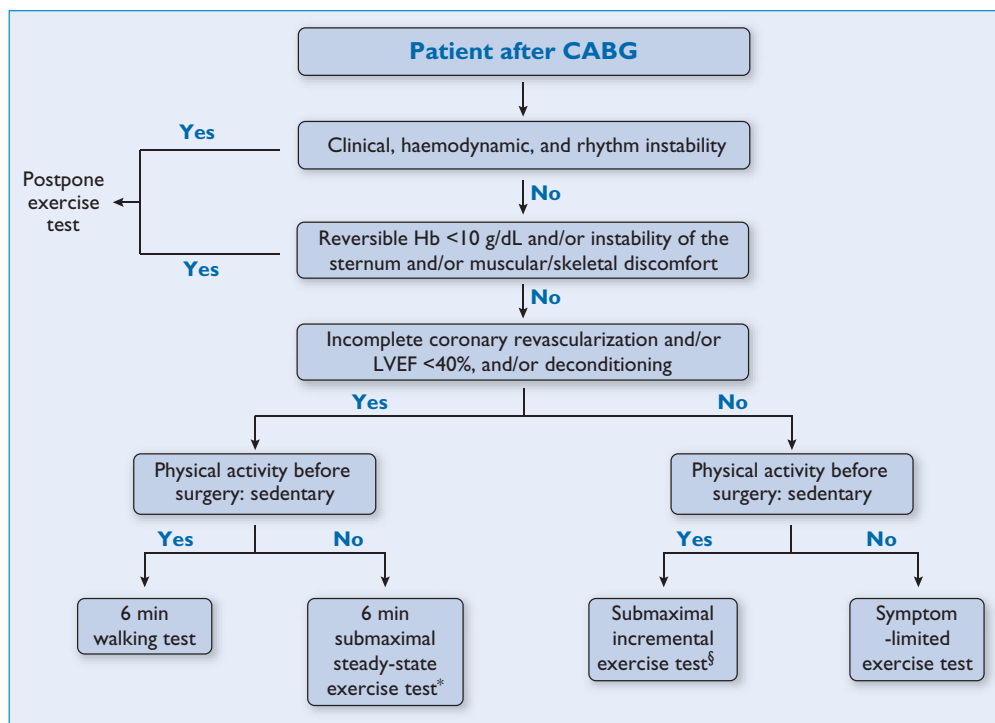 Patient after CABG
Yes
Clinical, haemodynamic, and rhythm instability
Postpone
exercise
test
No
Reversible Hb <10 g/dL and/or instability of the
sternum and/or muscular/skeletal discomfort
Yes
No
Incomplete coronary revascularization and/or
LVEF <40%, and/or deconditioning
Yes
No
Physical activity before
surgery: sedentary
Physical activity before
surgery: sedentary
Yes
No
Yes
No
6 min
walking test
6 min
submaximal
steady-state
exercise test*
Submaximal
incremental
exercise test§
Symptom
-limited
exercise test